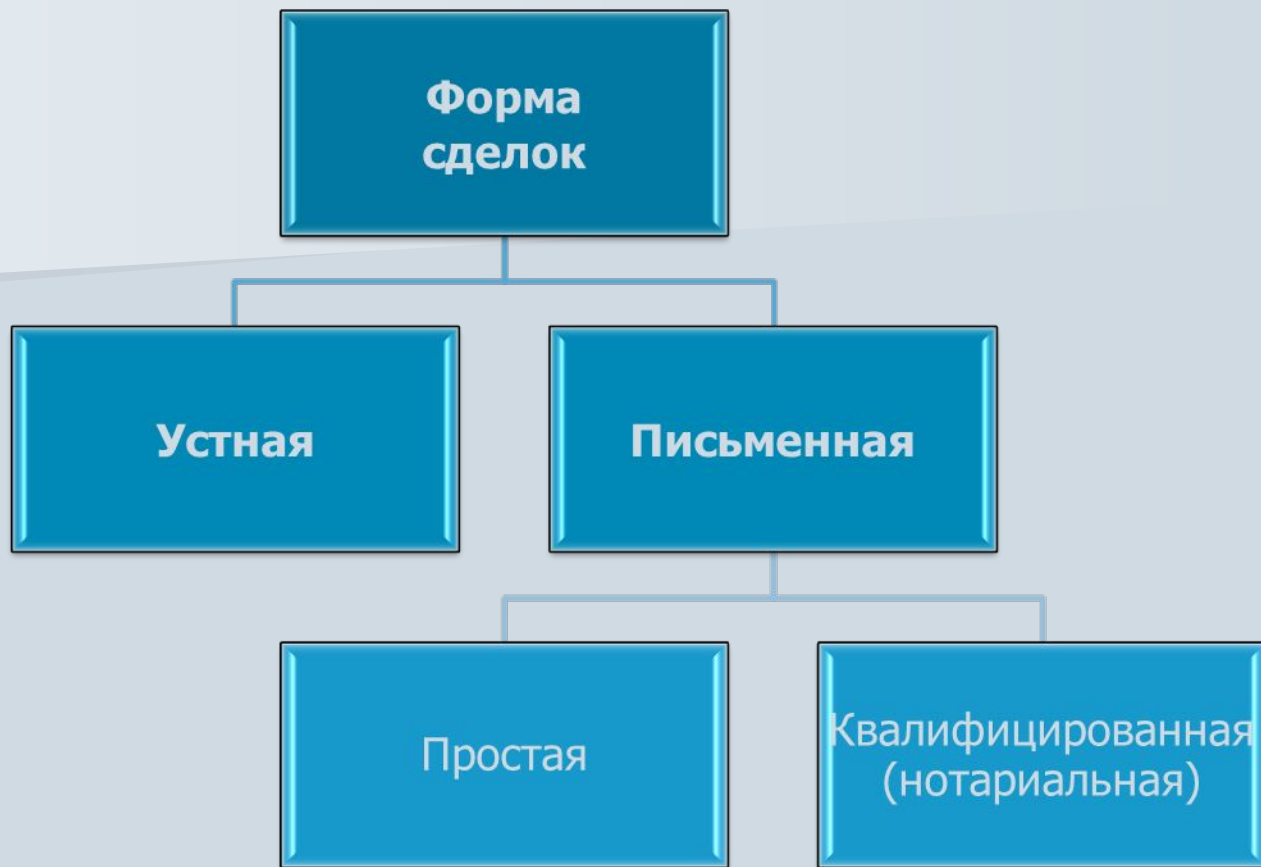 Форма
сделок
Устная
Письменная
Простая
Квалифицированная
(нотариальная)